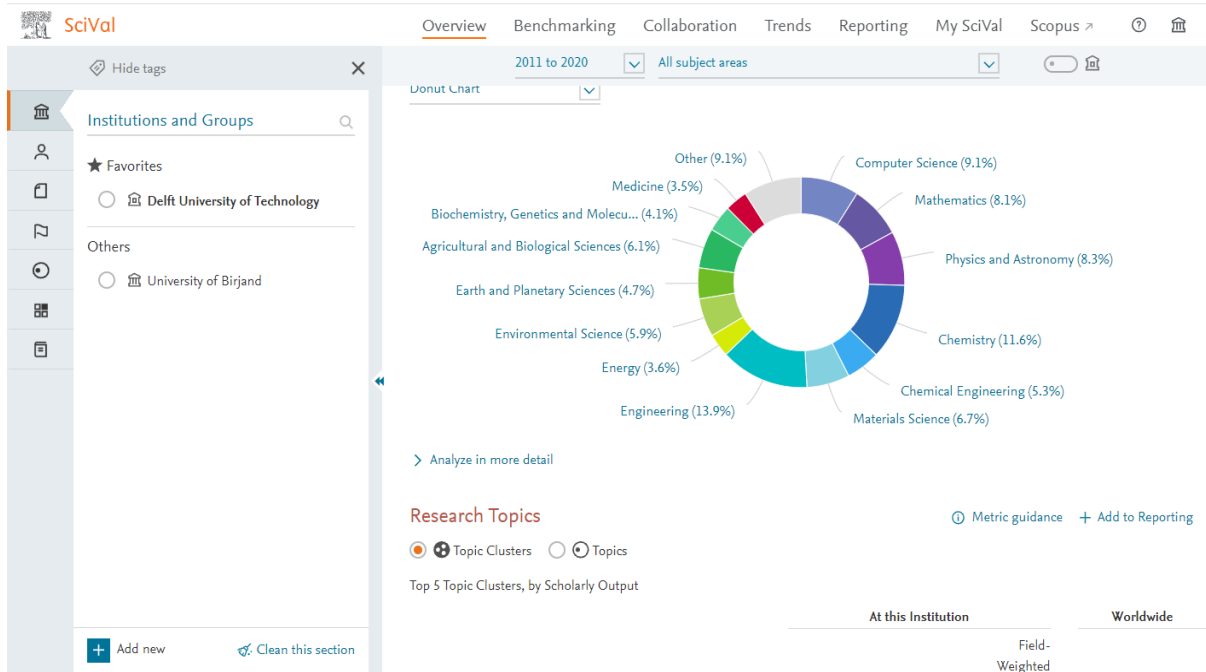 SciVal
Overview Benchmarking Collaboration Trends Reporting My SciVal Scopus ↗
Hide tags
2011 to 2020 All subject areas
Donut Chart
Institutions and Groups
Favorites
Delft University of Technology
Others
University of Birjand
Other (9.1%)
Computer Science (9.1%)
Medicine (3.5%)
Mathematics (8.1%)
Biochemistry, Genetics and Molecu... (4.1%)
Agricultural and Biological Sciences (6.1%)
Physics and Astronomy (8.3%)
Earth and Planetary Sciences (4.7%)
Environmental Science (5.9%)
Chemistry (11.6%)
Energy (3.6%)
Chemical Engineering (5.3%)
Engineering (13.9%)
Materials Science (6.7%)
Analyze in more detail
Research Topics
Metric guidance + Add to Reporting
Topic Clusters Topics
Top 5 Topic Clusters, by Scholarly Output
At this Institution Worldwide
Field-
Weighted
+ Add new Clean this section